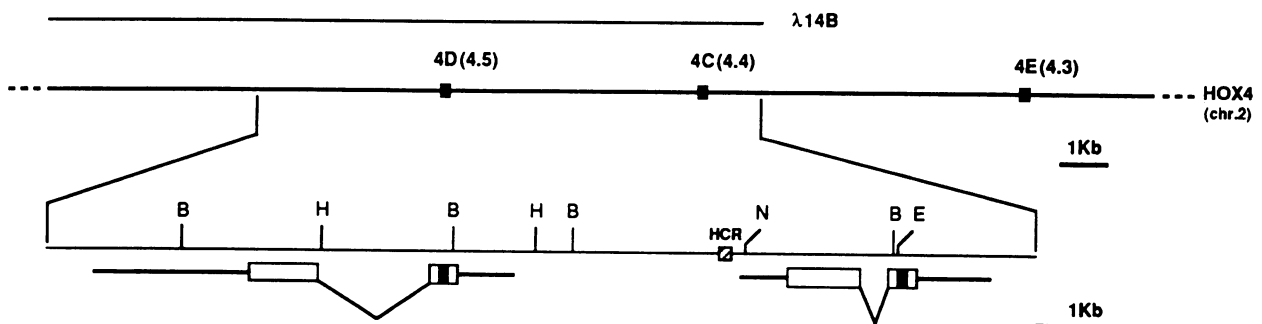 λ14B
4D(4.5) 4C(4.4) 4E(4.3)
HOX4
(chr.2)
1Kb
B H B H B HCR N B E
1Kb